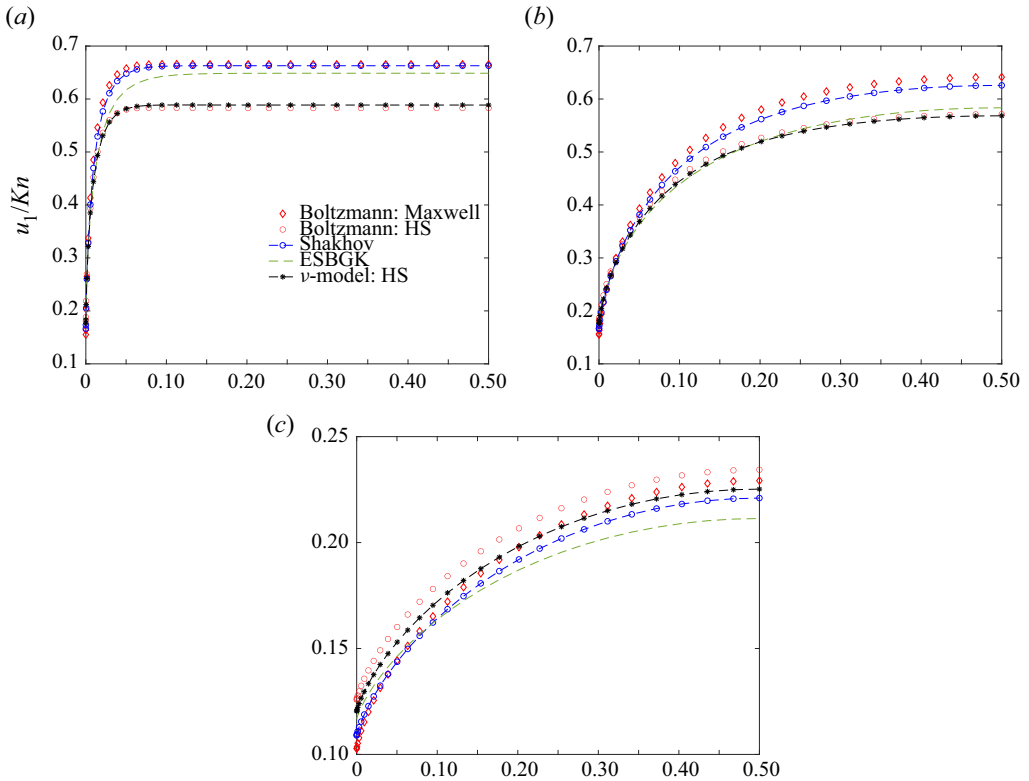 (a)
(b)
0.7
0.6
0.5
0.4
0.3
0.2
0.1
u₁/Kn
Boltzmann: Maxwell
Boltzmann: HS
Shakhov
ESBGK
ν-model: HS
0 0.10 0.20 0.30 0.40 0.50
0.7
0.6
0.5
0.4
0.3
0.2
0.1
0 0.10 0.20 0.30 0.40 0.50
(c)
0.25
0.20
0.15
0.10
0 0.10 0.20 0.30 0.40 0.50